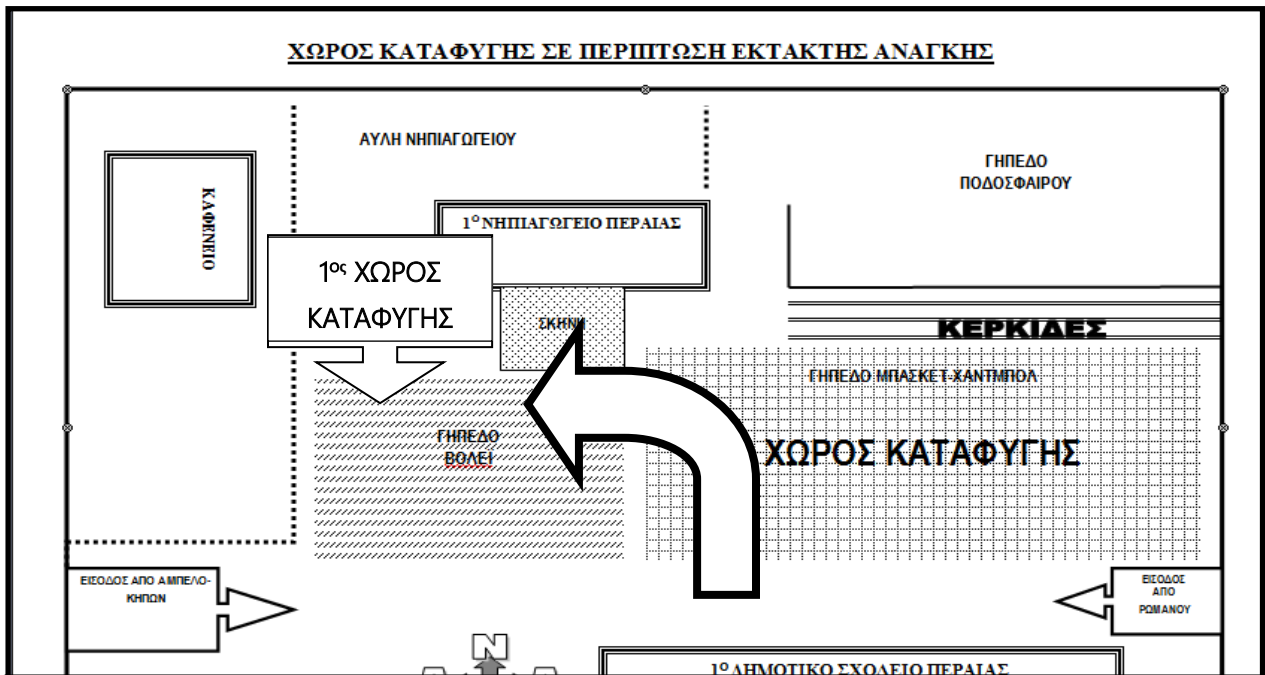 ΧΩΡΟΣ ΚΑΤΑΦΥΓΗΣ ΣΕ ΠΕΡΙΠΤΩΣΗ ΕΚΤΑΚΤΗΣ ΑΝΑΓΚΗΣ
ΑΥΛΗ ΝΗΠΙΑΓΩΓΕΙΟΥ
ΓΗΠΕΔΟ
ΠΟΔΟΣΦΑΙΡΟΥ
ΚΑΦΕΝΕΙΟ
1Ο ΝΗΠΙΑΓΩΓΕΙΟ ΠΕΡΑΙΑΣ
1ος ΧΩΡΟΣ
ΚΑΤΑΦΥΓΗΣ
ΣΚΗΝΗ
ΚΕΡΚΙΔΕΣ
ΓΗΠΕΔΟ ΜΠΑΣΚΕΤ-ΧΑΝΤΜΠΟΛ
ΓΗΠΕΔΟ
ΒΟΛΕΪ
ΧΩΡΟΣ ΚΑΤΑΦΥΓΗΣ
ΕΙΣΟΔΟΣ ΑΠΟ ΑΜΠΕΛΟ-
ΚΗΠΩΝ
ΕΙΣΟΔΟΣ
ΑΠΟ
ΡΩΜΑΝΟΥ
N
1Ο ΔΗΜΟΤΙΚΟ ΣΧΟΛΕΙΟ ΠΕΡΑΙΑΣ